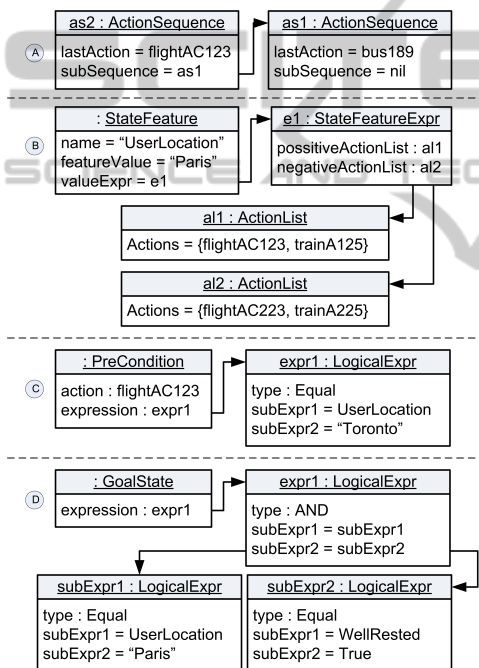 as2 : ActionSequence
lastAction = flightAC123
subSequence = as1
as1 : ActionSequence
lastAction = bus189
subSequence = nil
A
: StateFeature
name = “UserLocation”
featureValue = “Paris”
valueExpr = e1
e1 : StateFeatureExpr
possitiveActionList : al1
negativeActionList : al2
B
al1 : ActionList
Actions = {flightAC123, trainA125}
al2 : ActionList
Actions = {flightAC223, trainA225}
: PreCondition
action : flightAC123
expression : expr1
expr1 : LogicalExpr
type : Equal
subExpr1 = UserLocation
subExpr2 = “Toronto”
C
: GoalState
expression : expr1
expr1 : LogicalExpr
type : AND
subExpr1 = subExpr1
subExpr2 = subExpr2
D
subExpr1 : LogicalExpr
type : Equal
subExpr1 = UserLocation
subExpr2 = “Paris”
subExpr2 : LogicalExpr
type : Equal
subExpr1 = WellRested
subExpr2 = True